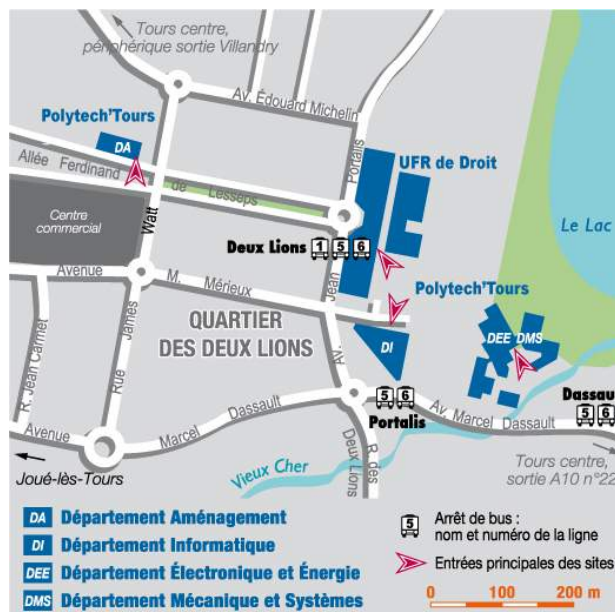 Tours centre,
périphérique sortie Villandry
Av. Édouard Michelin
Polytech'Tours
DA
Portalis
UFR de Droit
Allée Ferdinand
de Lesseps
Le Lac
Centre
commercial
Watt
Deux Lions 1 5 6
Jean
Avenue
M. Mérieux
Polytech'Tours
QUARTIER
DES DEUX LIONS
DI
DEE DMS
R. Jean Carmet
Rue James
Av.
5 6
Portalis
Dassau
5 6
Avenue
Marcel Dassault
Av. Marcel Dassault
Joué-lès-Tours
Vieux Cher
R. des
Deux Lions
Tours centre,
sortie A10 n°22
DA Département Aménagement
DI Département Informatique
DEE Département Électronique et Énergie
DMS Département Mécanique et Systèmes
5 Arrêt de bus :
nom et numéro de la ligne
Entrées principales des sites
0 100 200 m